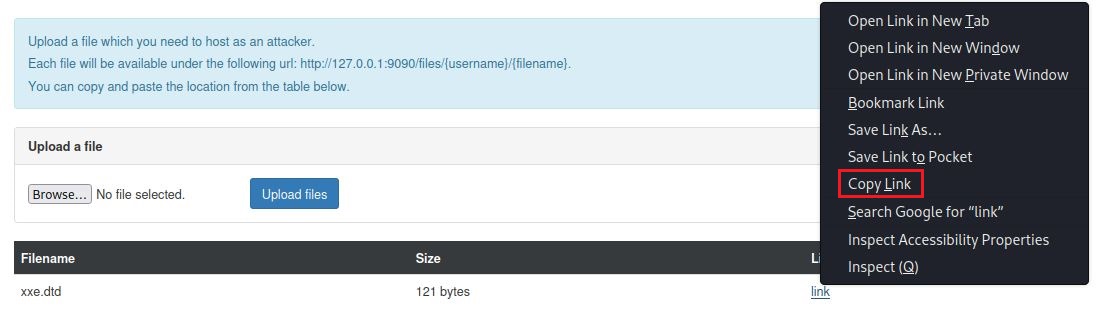 Upload a file which you need to host as an attacker.
Each file will be available under the following url: http://127.0.0.1:9090/files/{username}/{filename}.
You can copy and paste the location from the table below.
Upload a file
Browse... No file selected. Upload files
Filename Size
xxe.dtd 121 bytes link
Open Link in New Tab
Open Link in New Window
Open Link in New Private Window
Bookmark Link
Save Link As...
Save Link to Pocket
Copy Link
Search Google for “link”
Inspect Accessibility Properties
Inspect (Q)